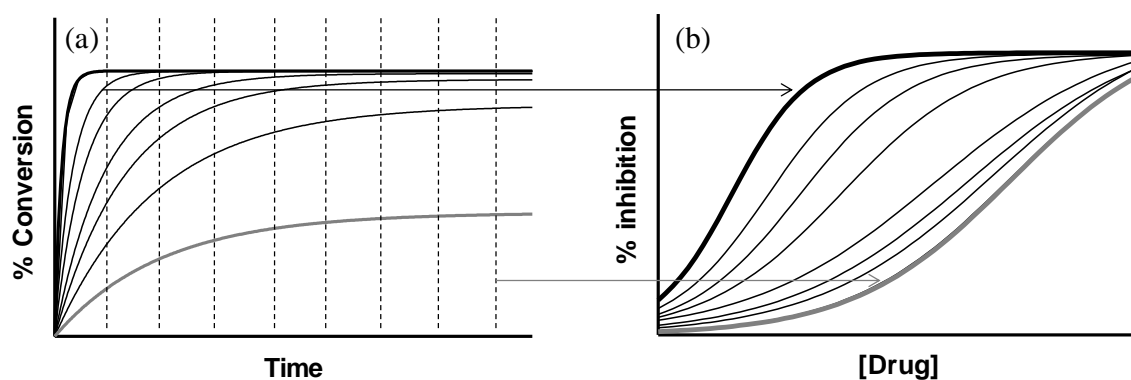 (a)
% Conversion
Time
(b)
% inhibition
[Drug]